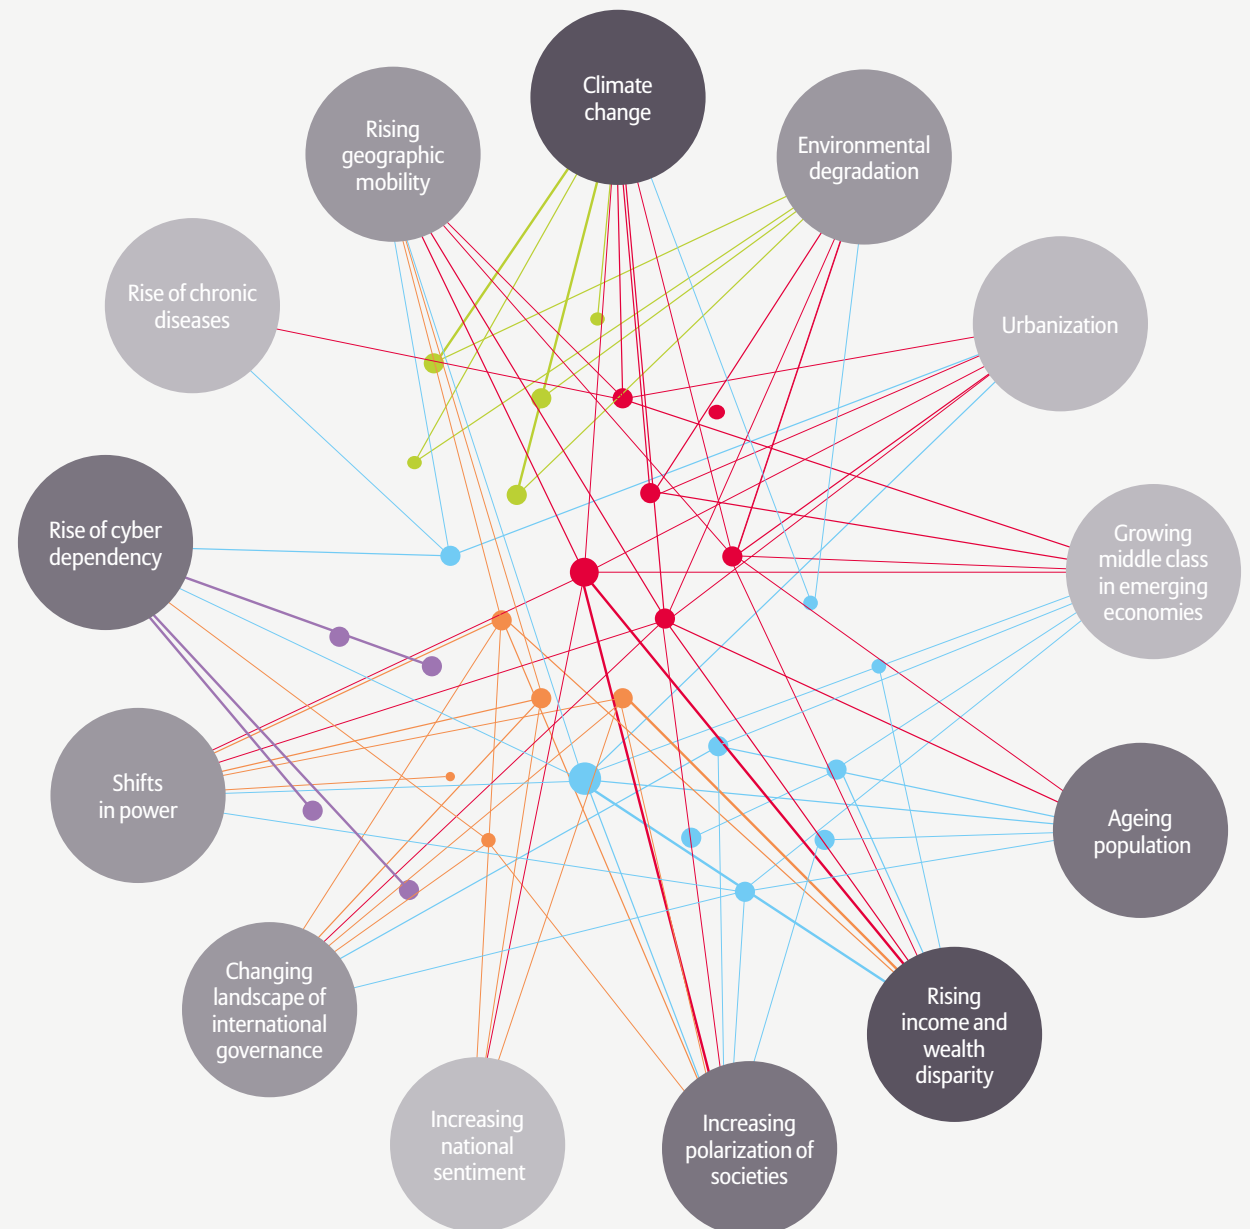 Climate
change
Rising
geographic
mobility
Environmental
degradation
Rise of chronic
diseases
Urbanization
Rise of cyber
dependency
Growing
middle class
in emerging
economies
Shifts
in power
Ageing
population
Changing
landscape of
international
governance
Rising
income and
wealth
disparity
Increasing
national
sentiment
Increasing
polarization of
societies